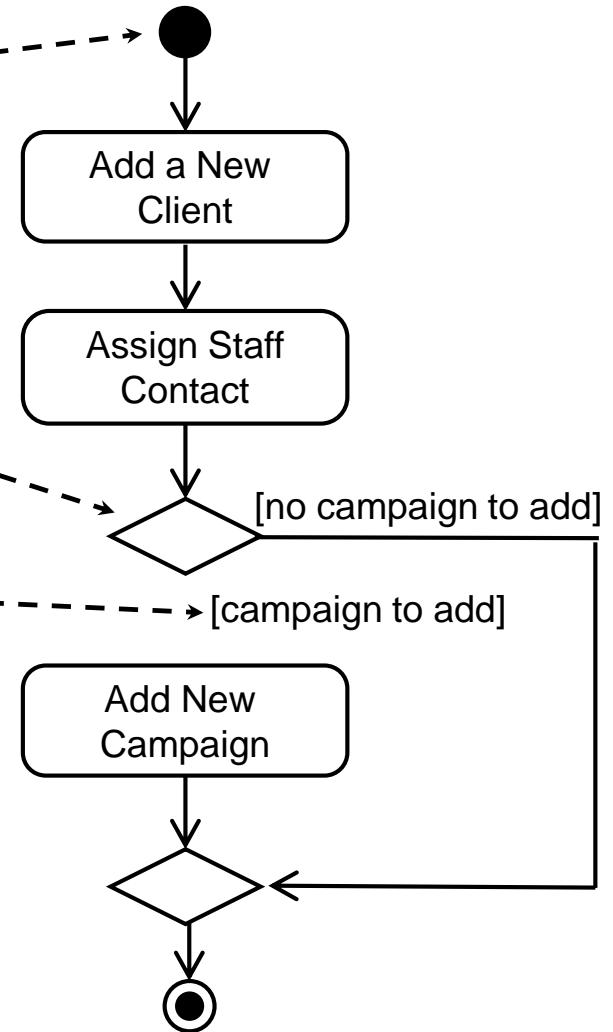 Add a New
Client
Assign Staff
Contact
[no campaign to add]
[campaign to add]
Add New
Campaign